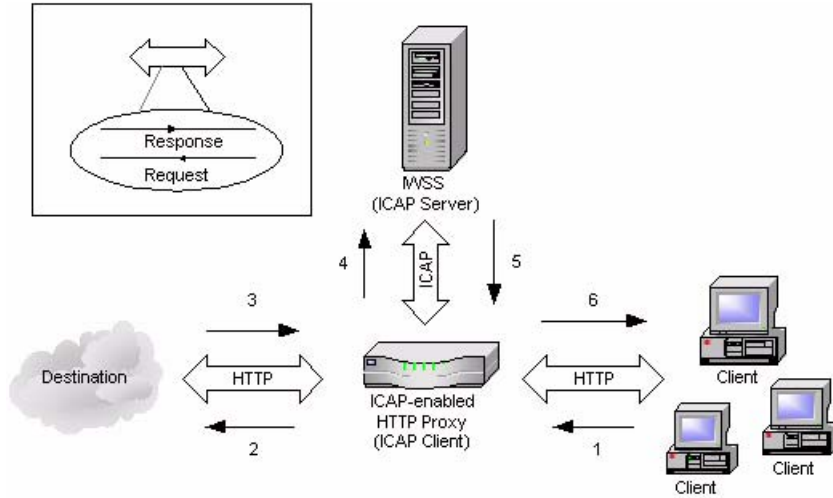 Response
Request
IWSS
(ICAP Server)
4
ICAP
5
3
6
Destination
HTTP
HTTP
Client
ICAP-enabled
HTTP Proxy
(ICAP Client)
2
1
Client
Client